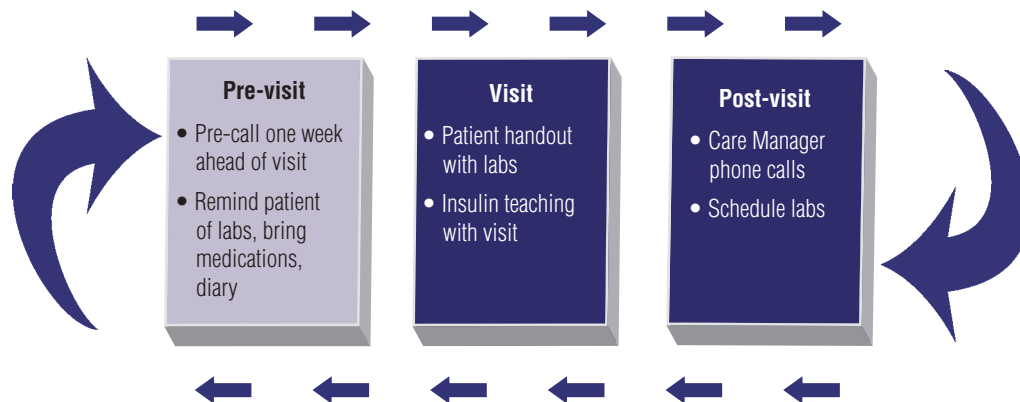 Pre-visit
• Pre-call one week
ahead of visit
• Remind patient
of labs, bring
medications,
diary
Visit
• Patient handout
with labs
• Insulin teaching
with visit
Post-visit
• Care Manager
phone calls
• Schedule labs